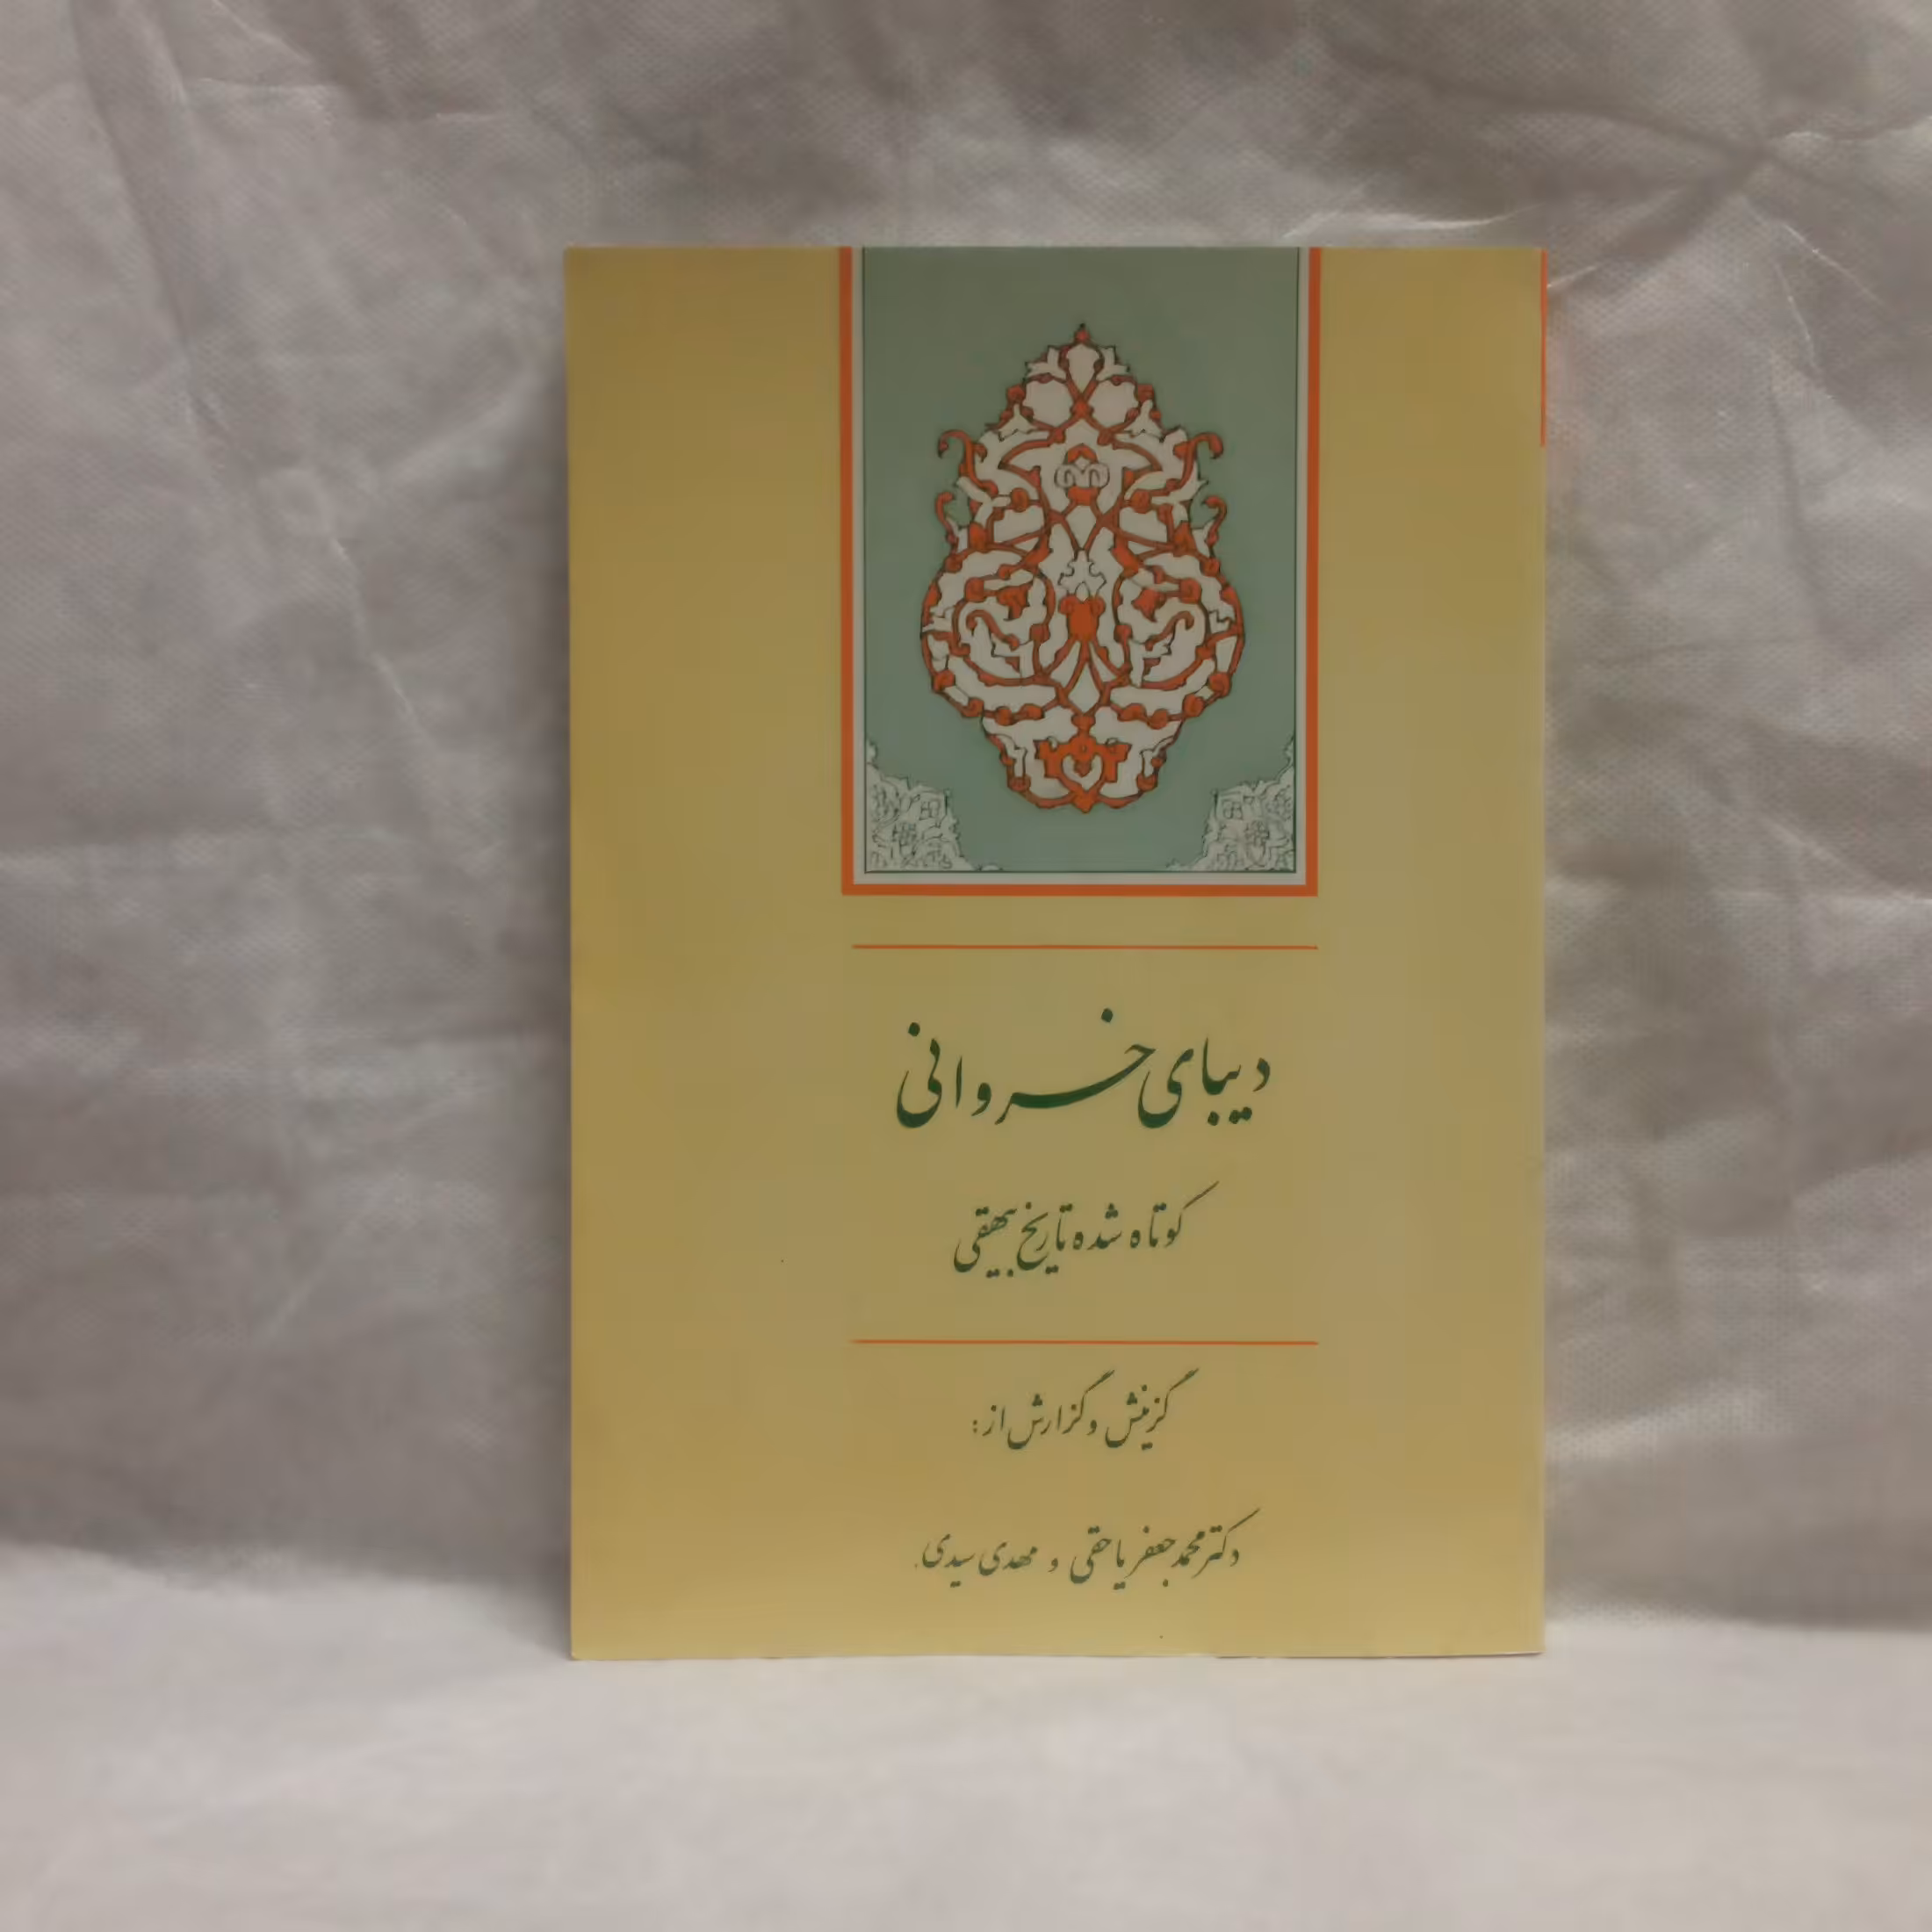 دیبای خسروانی
کوتاه شده تاریخ بیهقی
گزینش و گزارش از:
دکتر محمد جعفر یاحقی و مهدی سیدی